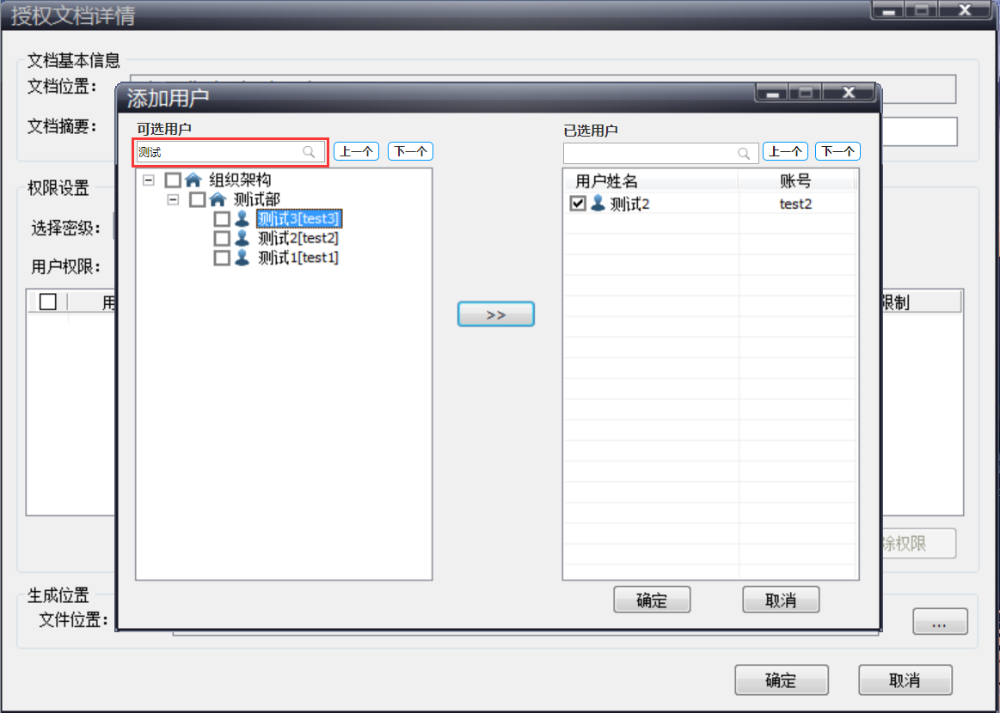 授权文档详情
文档基本信息
文档位置：
文档摘要：
添加用户
可选用户
测试
上一个 下一个
组织架构
测试部
测试3[test3]
测试2[test2]
测试1[test1]
>>
已选用户
上一个 下一个
用户姓名 账号
测试2 test2
确定 取消
权限设置
选择密级：
用户权限：
用
限制
除权限
生成位置
文件位置：
...
确定 取消